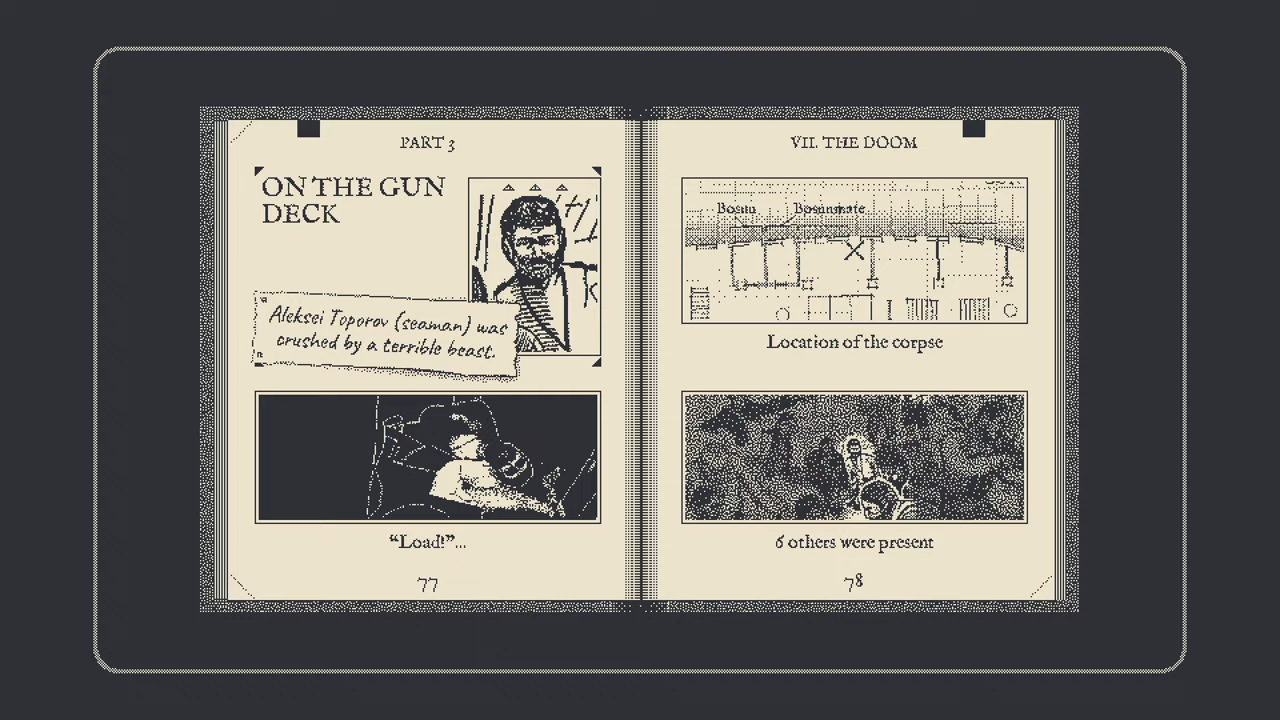 PART 3
ON THE GUN
DECK
Aleksei Toporov (seaman) was
crushed by a terrible beast.
“Load!”...
77
VII. THE DOOM
Bosun Bosunmate
Location of the corpse
6 others were present
78